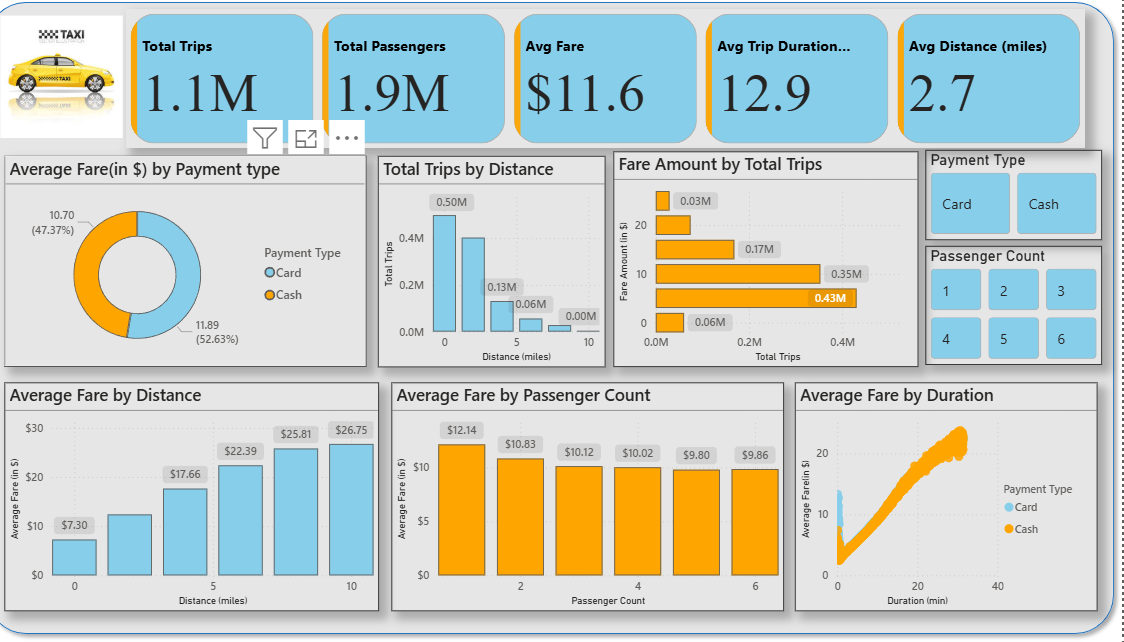 TAXI
TAXI
Total Trips
1.1M
Total Passengers
1.9M
Avg Fare
$11.6
Avg Trip Duration...
12.9
Avg Distance (miles)
2.7
Average Fare(in $) by Payment type
10.70
(47.37%)
11.89
(52.63%)
Payment Type
Card
Cash
Total Trips by Distance
Total Trips
0.4M
0.2M
0.0M
0.50M
0.13M
0.06M
0.00M
0
5
10
Distance (miles)
Fare Amount by Total Trips
Fare Amount (in $)
20
10
0
0.03M
0.17M
0.35M
0.43M
0.06M
0.0M
0.2M
0.4M
Total Trips
Payment Type
Card
Cash
Passenger Count
1
2
3
4
5
6
Average Fare by Distance
Average Fare (in $)
$30
$20
$10
$0
$7.30
$17.66
$22.39
$25.81
$26.75
0
5
10
Distance (miles)
Average Fare by Passenger Count
Average Fare (in $)
$10
$5
$0
$12.14
$10.83
$10.12
$10.02
$9.80
$9.86
2
4
6
Passenger Count
Average Fare by Duration
Average Fare(in $)
20
10
0
0
20
40
Duration (min)
Payment Type
Card
Cash